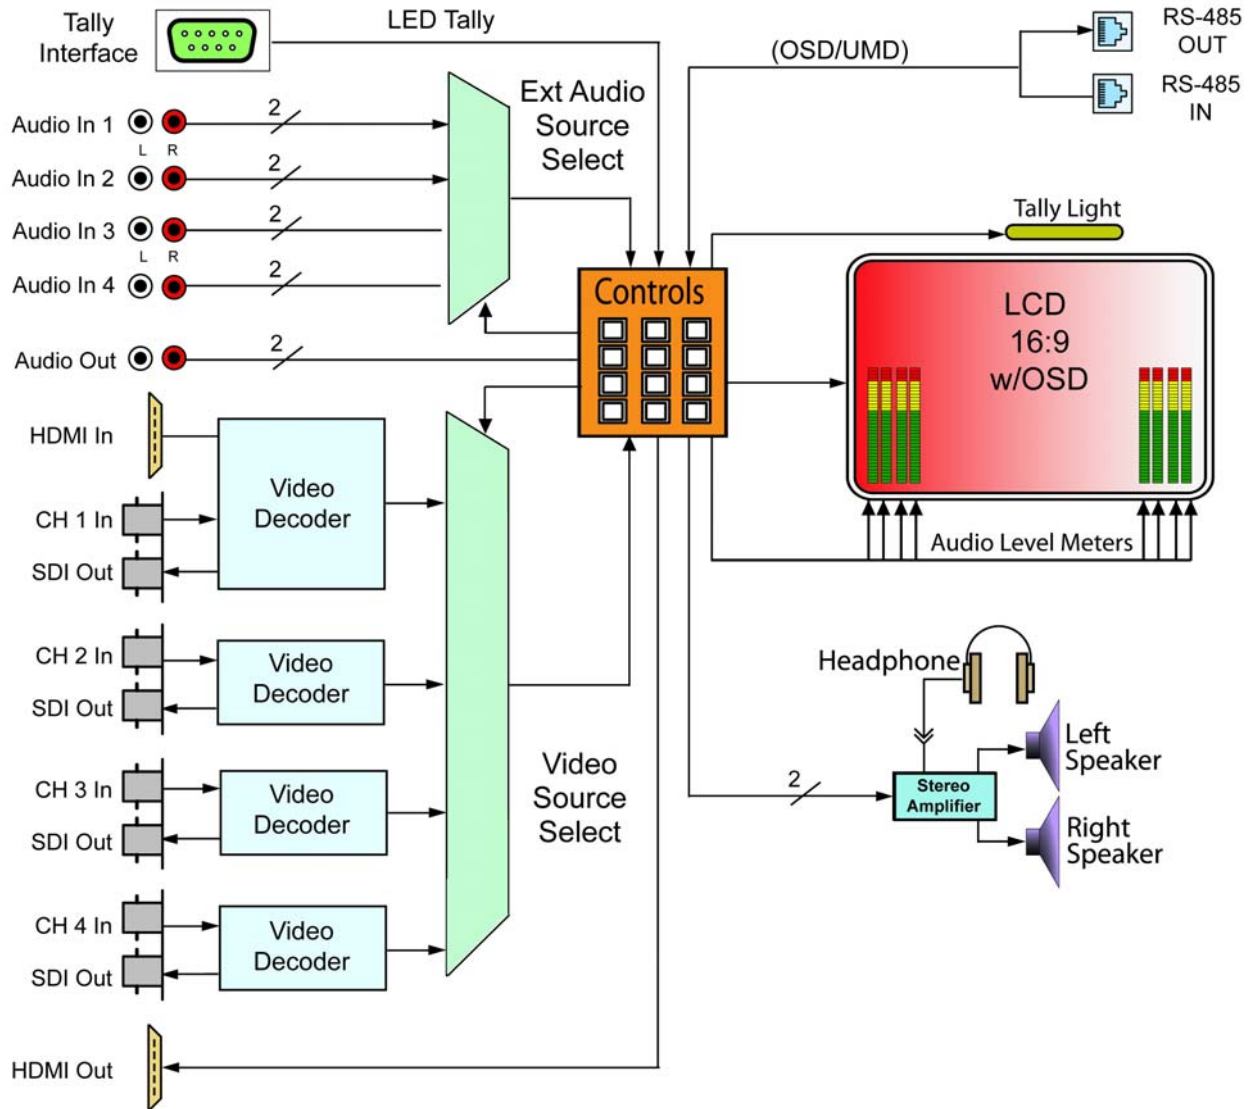 Tally
Interface
LED Tally
(OSD/UMD)
RS-485
OUT
RS-485
IN
Ext Audio
Source
Select
Audio In 1
2
L R
Audio In 2
2
Audio In 3
2
L R
Audio In 4
2
Audio Out
2
Controls
Tally Light
LCD
16:9
w/OSD
Audio Level Meters
HDMI In
Video
Decoder
CH 1 In
SDI Out
CH 2 In
Video
Decoder
SDI Out
CH 3 In
Video
Decoder
SDI Out
Video
Source
Select
CH 4 In
Video
Decoder
SDI Out
HDMI Out
Headphone
2
Stereo
Amplifier
Left
Speaker
Right
Speaker